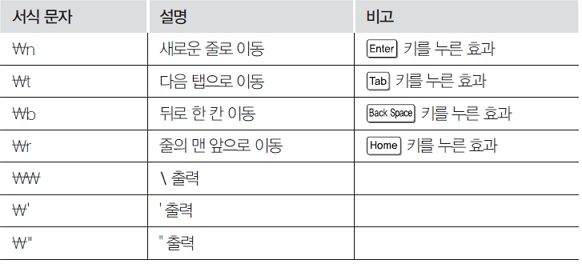 서식 문자 설명 비고
₩n 새로운 줄로 이동 Enter 키를 누른 효과
₩t 다음 탭으로 이동 Tab 키를 누른 효과
₩b 뒤로 한 칸 이동 Back Space 키를 누른 효과
₩r 줄의 맨 앞으로 이동 Home 키를 누른 효과
₩₩ \ 출력
₩' ' 출력
₩" " 출력